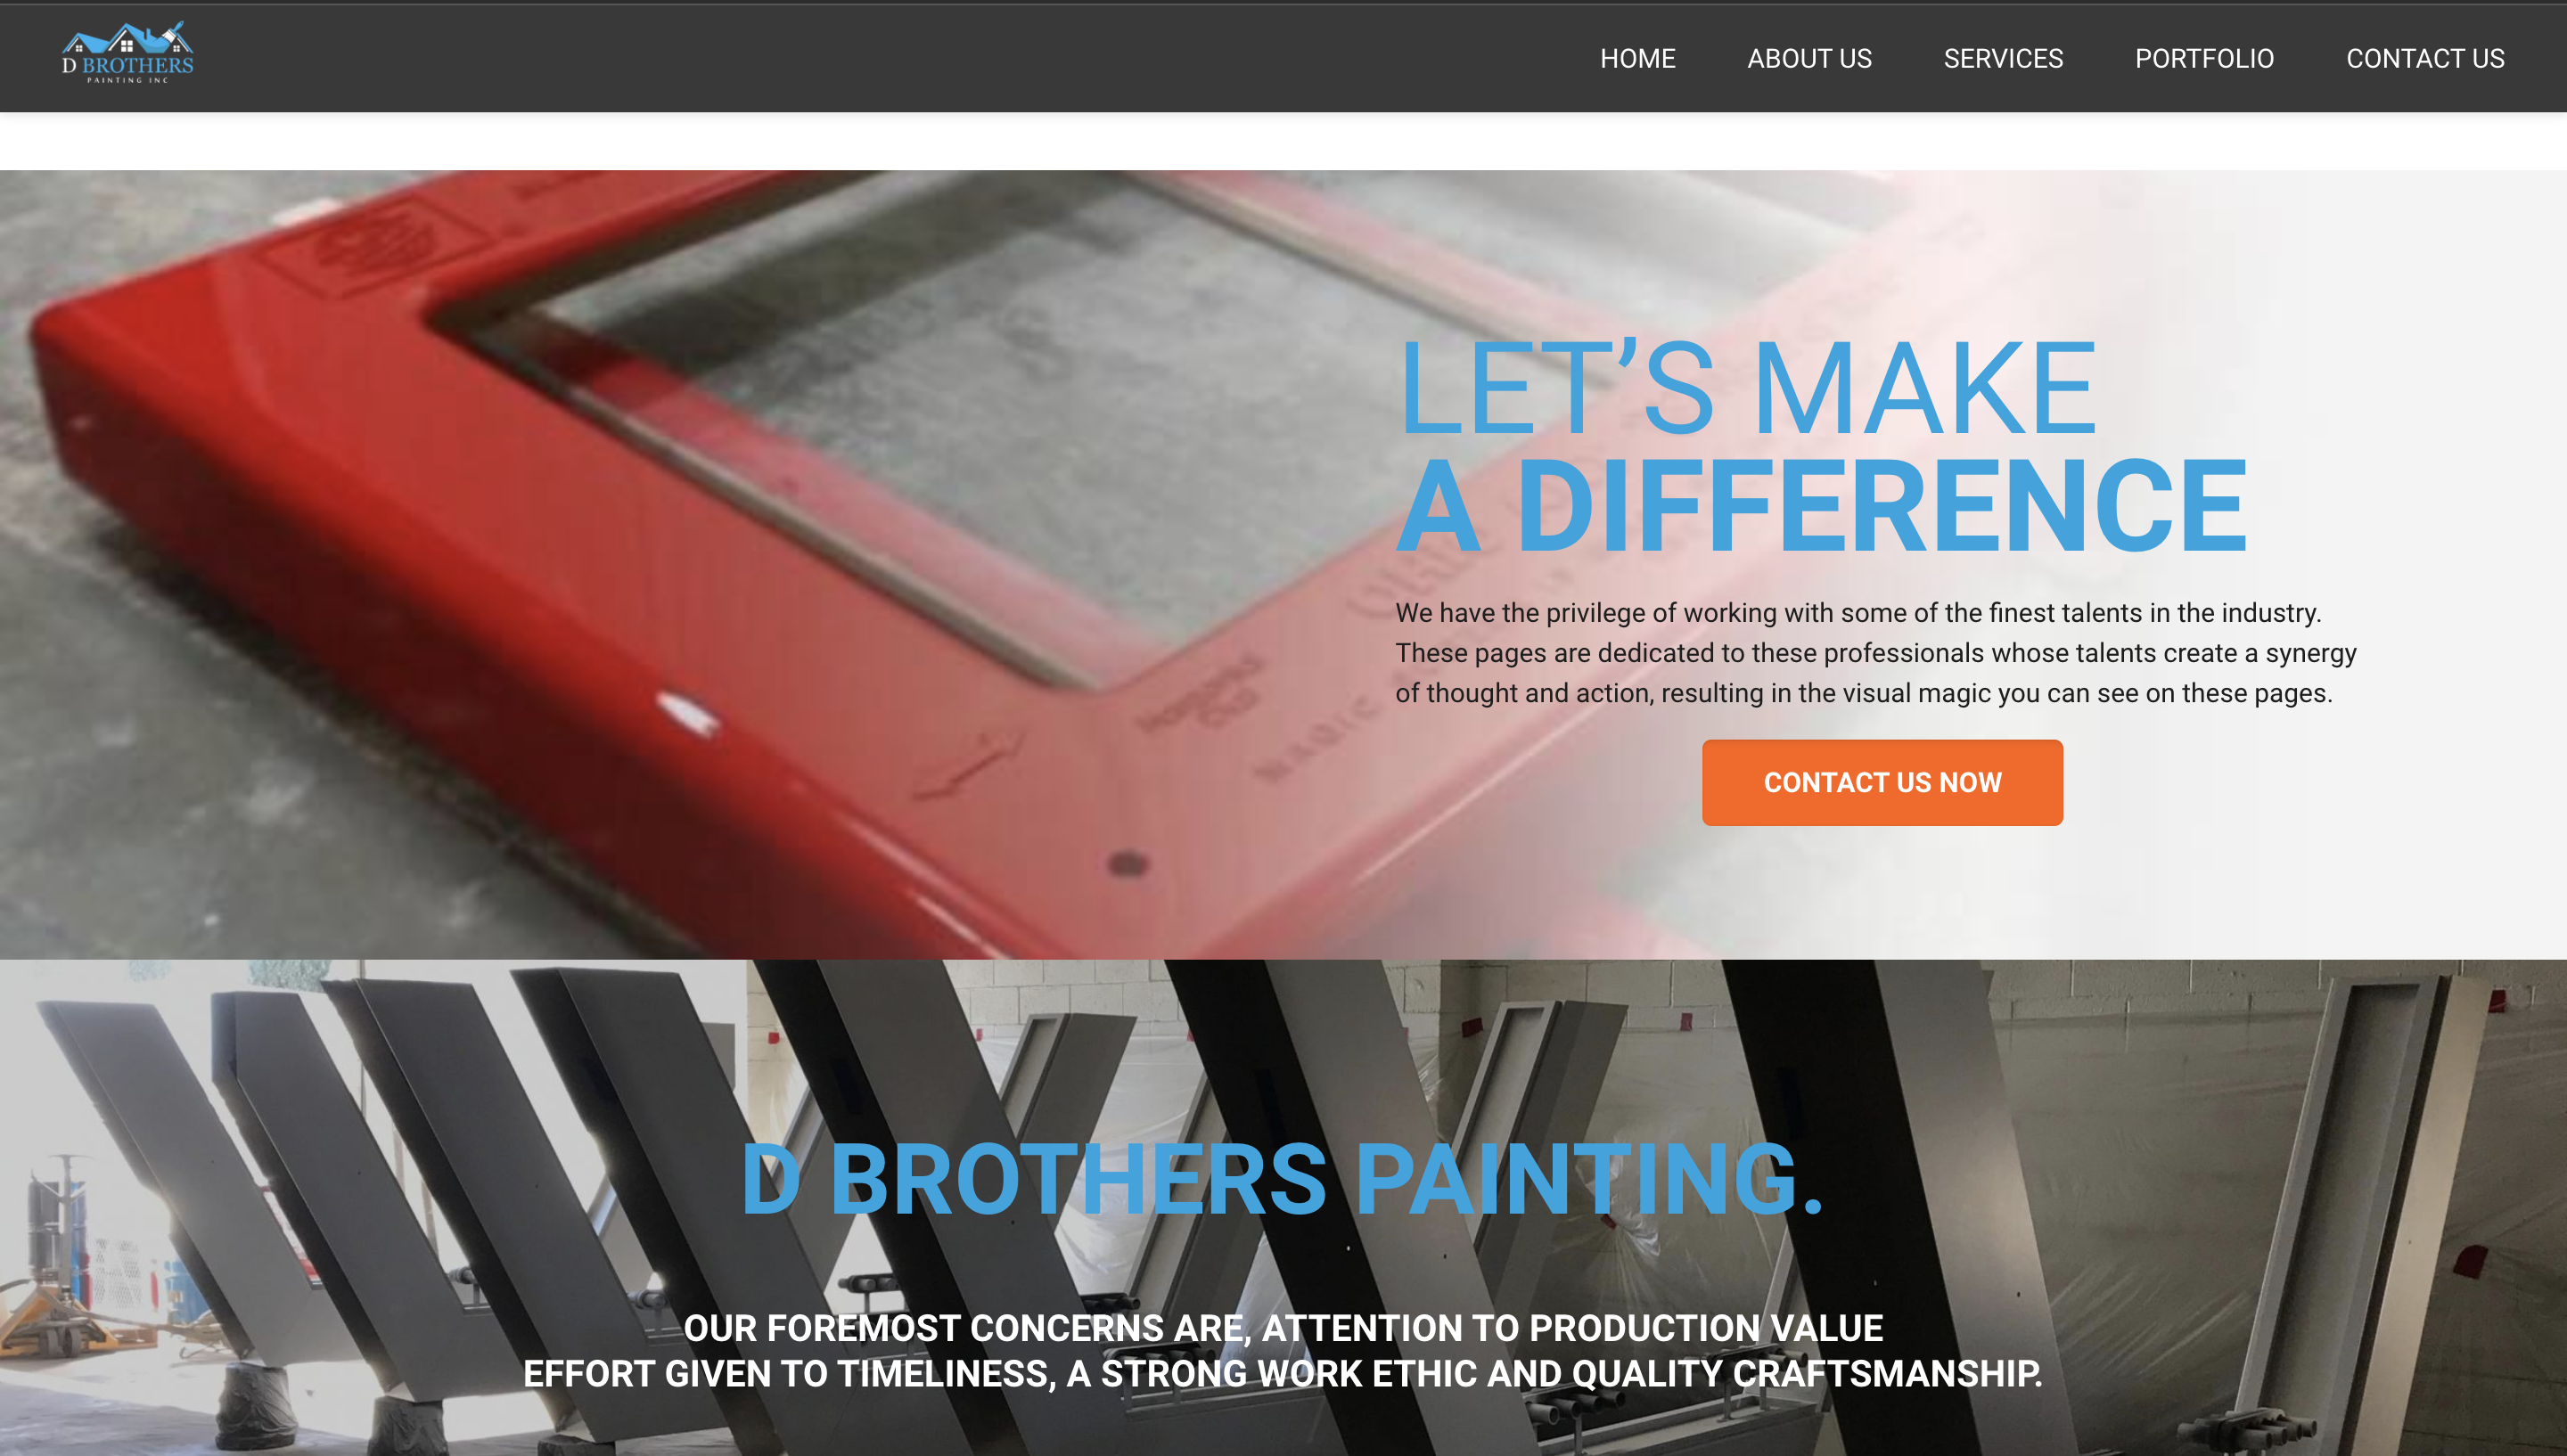 D BROTHERS
PAINTING INC
HOME
ABOUT US
SERVICES
PORTFOLIO
CONTACT US
LET’S MAKE
A DIFFERENCE
We have the privilege of working with some of the finest talents in the industry.
These pages are dedicated to these professionals whose talents create a synergy
of thought and action, resulting in the visual magic you can see on these pages.
CONTACT US NOW
D BROTHERS PAINTING.
OUR FOREMOST CONCERNS ARE, ATTENTION TO PRODUCTION VALUE
EFFORT GIVEN TO TIMELINESS, A STRONG WORK ETHIC AND QUALITY CRAFTSMANSHIP.